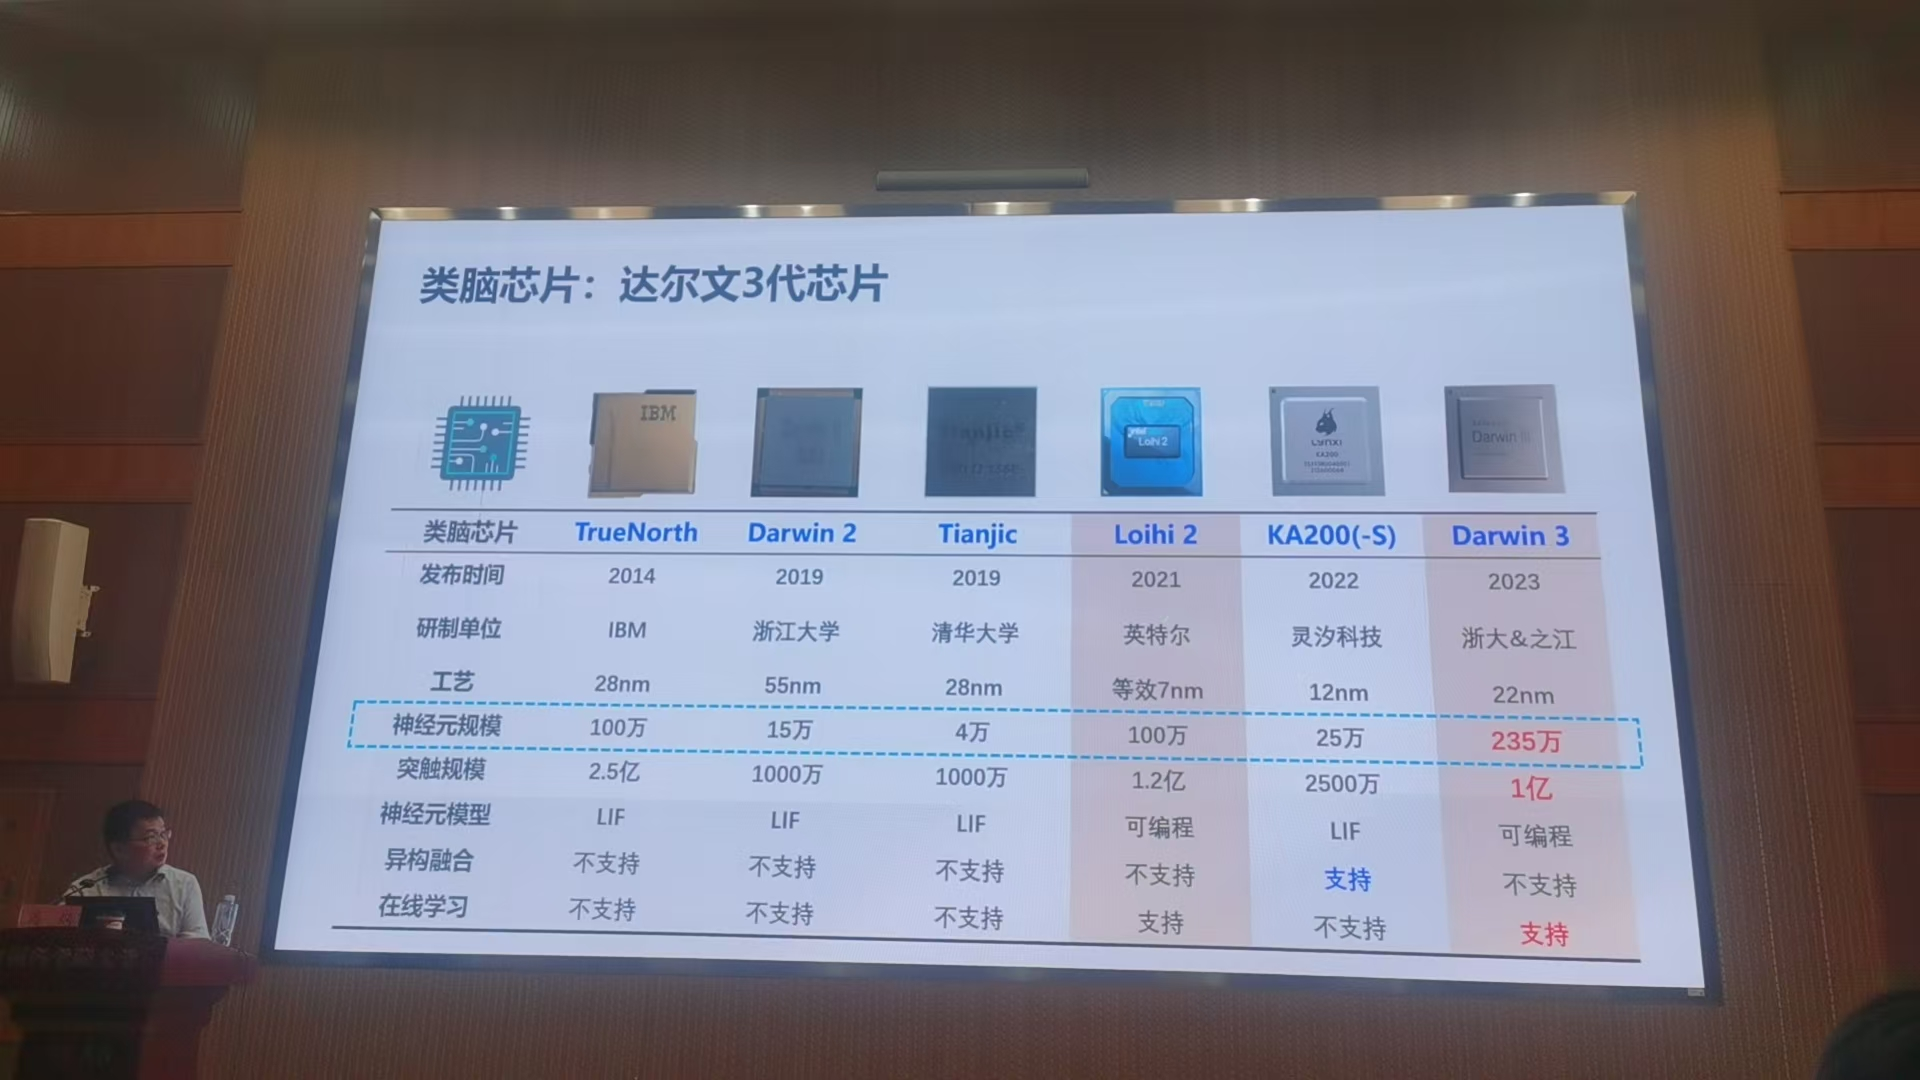 类脑芯片：达尔文3代芯片
IBM
intel
Loihi 2
LYNXI
KA200
Darwin III
类脑芯片 TrueNorth Darwin 2 Tianjic Loihi 2 KA200(-S) Darwin 3
发布时间 2014 2019 2019 2021 2022 2023
研制单位 IBM 浙江大学 清华大学 英特尔 灵汐科技 浙大&之江
工艺 28nm 55nm 28nm 等效7nm 12nm 22nm
神经元规模 100万 15万 4万 100万 25万 235万
突触规模 2.5亿 1000万 1000万 1.2亿 2500万 1亿
神经元模型 LIF LIF LIF 可编程 LIF 可编程
异构融合 不支持 不支持 不支持 不支持 支持 不支持
在线学习 不支持 不支持 不支持 支持 不支持 支持